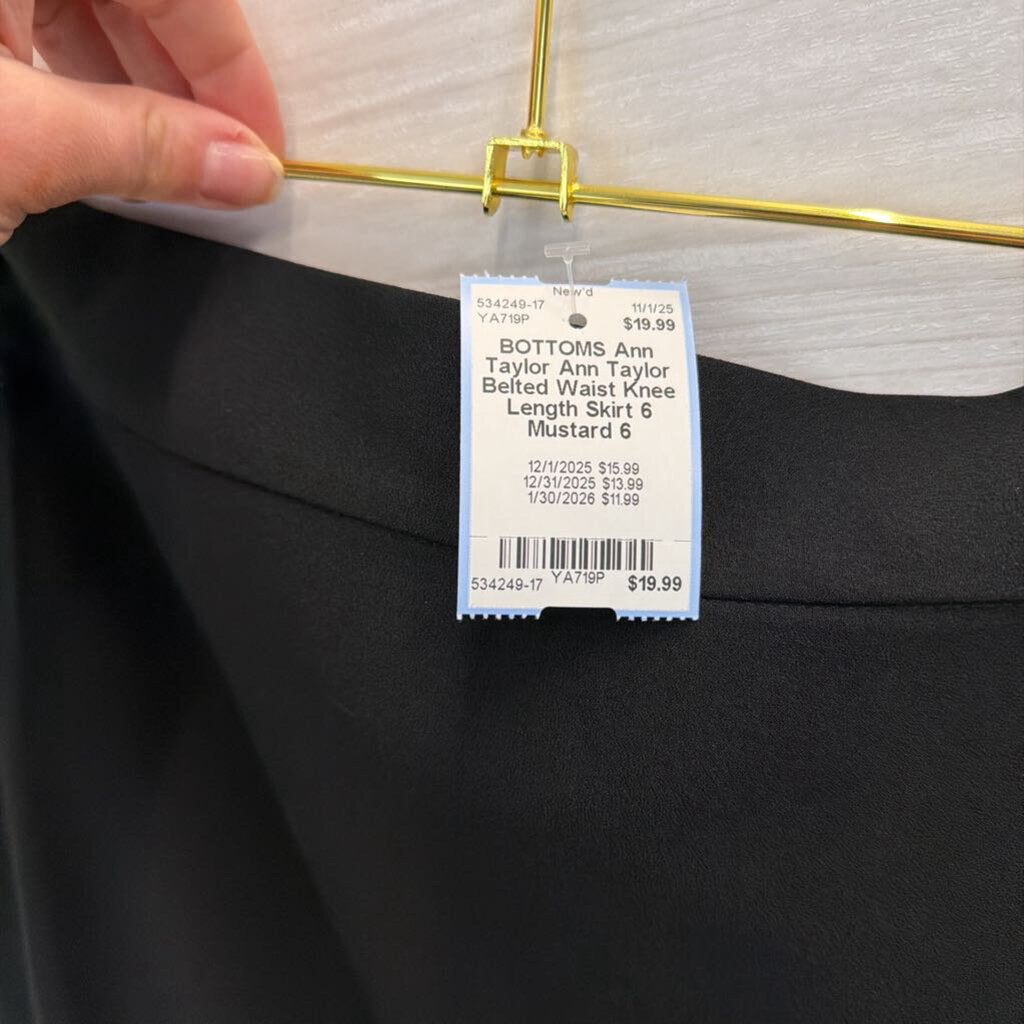 New'd
534249-17 11/1/25
YA719P $19.99
BOTTOMS Ann
Taylor Ann Taylor
Belted Waist Knee
Length Skirt 6
Mustard 6
12/1/2025 $15.99
12/31/2025 $13.99
1/30/2026 $11.99
534249-17 YA719P $19.99